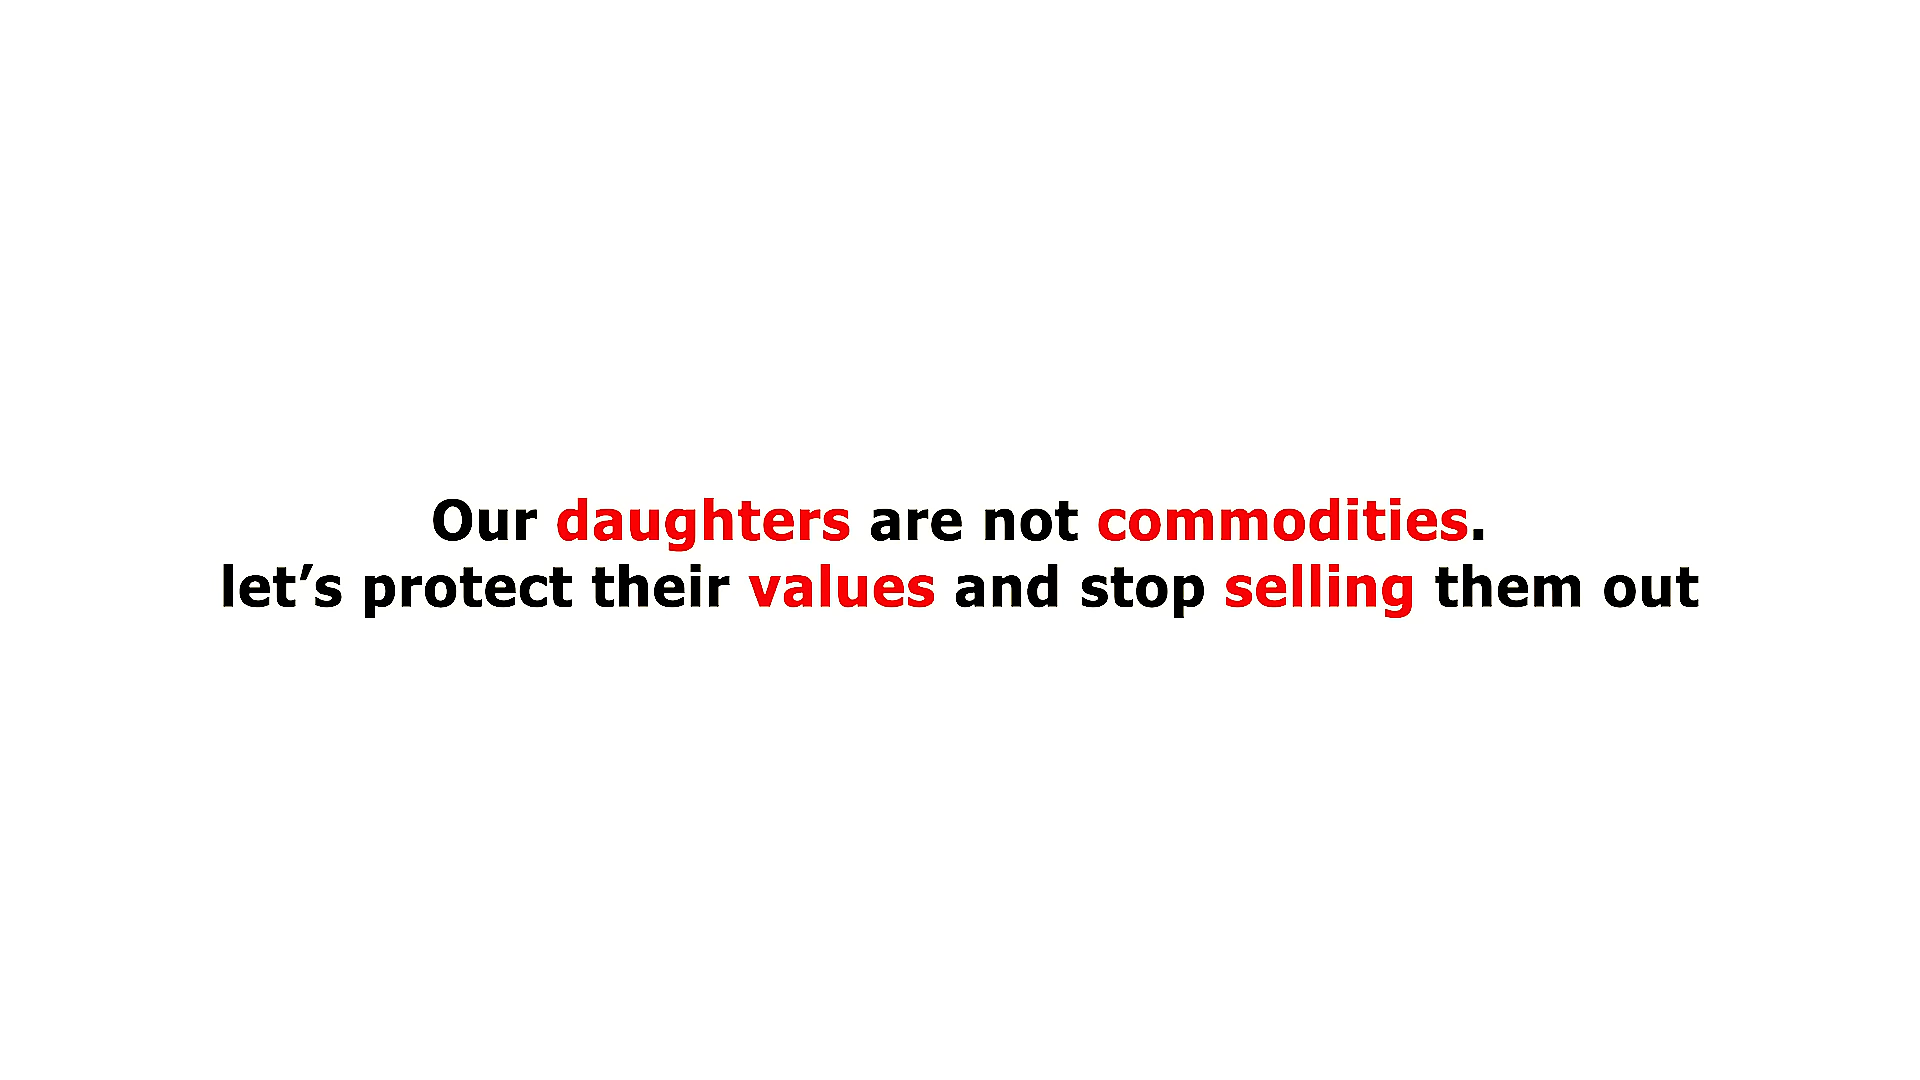 Our daughters are not commodities.
let’s protect their values and stop selling them out